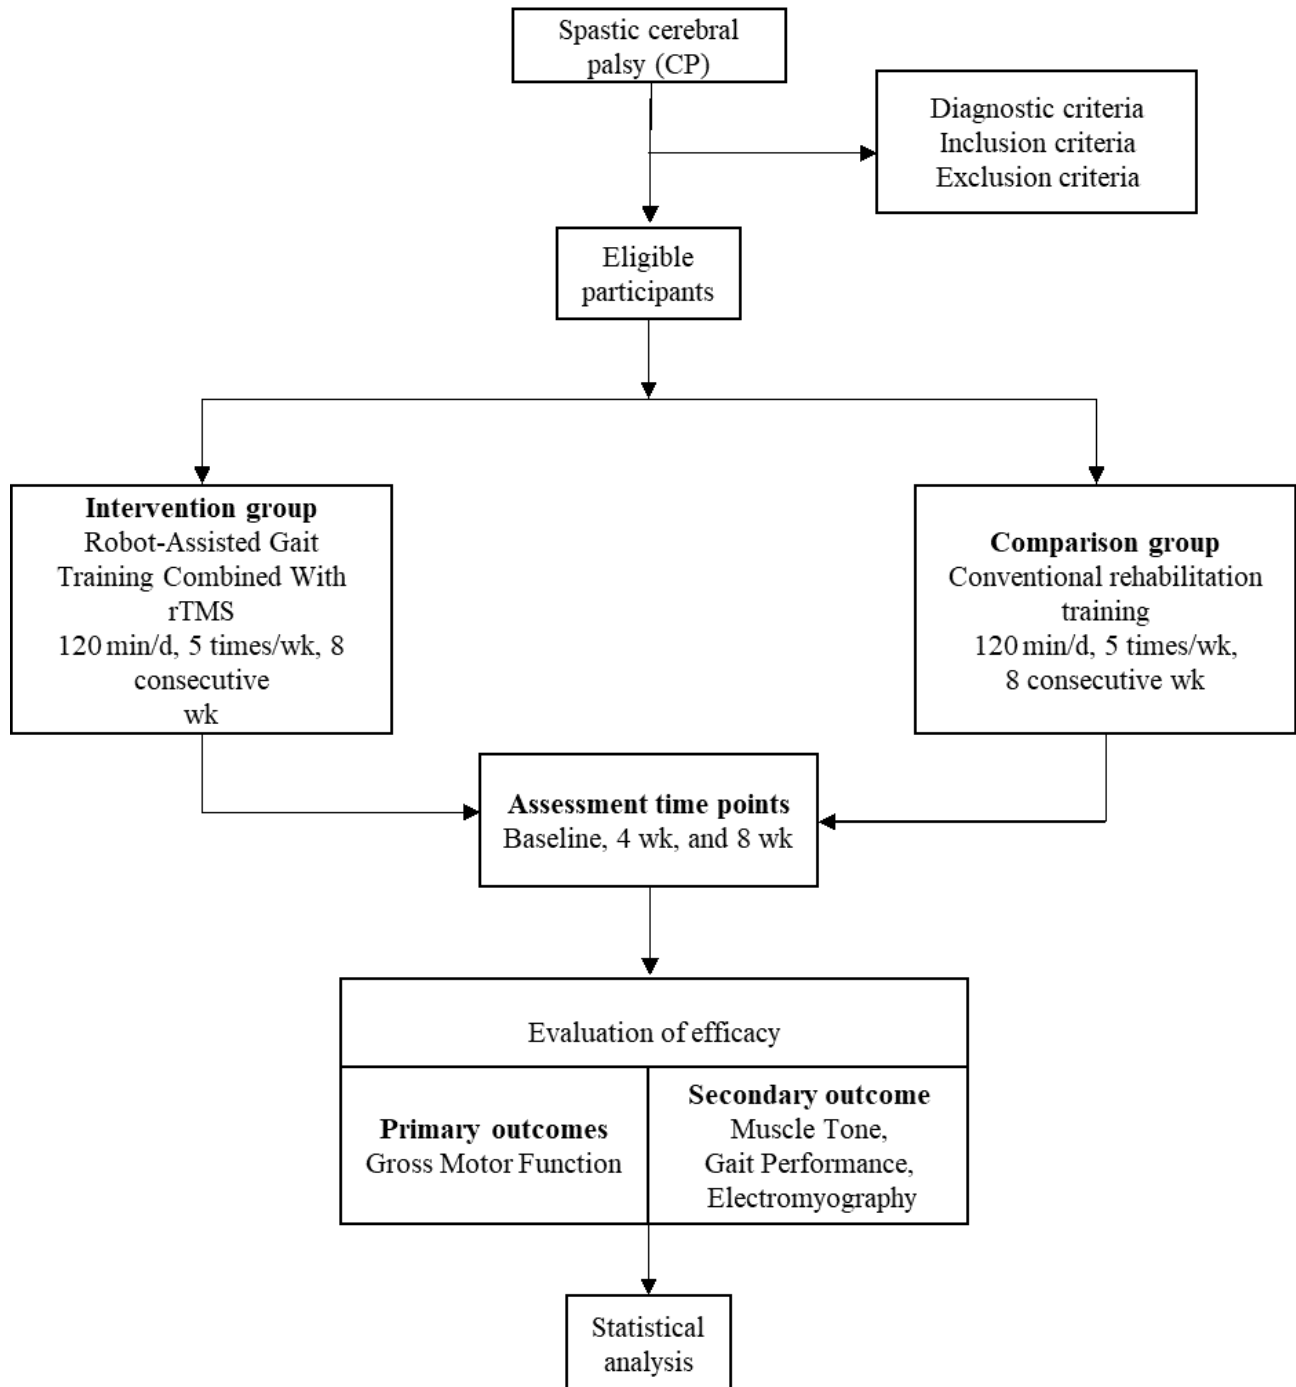 Spastic cerebral
palsy (CP)
Diagnostic criteria
Inclusion criteria
Exclusion criteria
Eligible
participants
Intervention group
Robot-Assisted Gait
Training Combined With
rTMS
120 min/d, 5 times/wk, 8
consecutive
wk
Comparison group
Conventional rehabilitation
training
120 min/d, 5 times/wk,
8 consecutive wk
Assessment time points
Baseline, 4 wk, and 8 wk
Evaluation of efficacy
Primary outcomes
Gross Motor Function
Secondary outcome
Muscle Tone,
Gait Performance,
Electromyography
Statistical
analysis